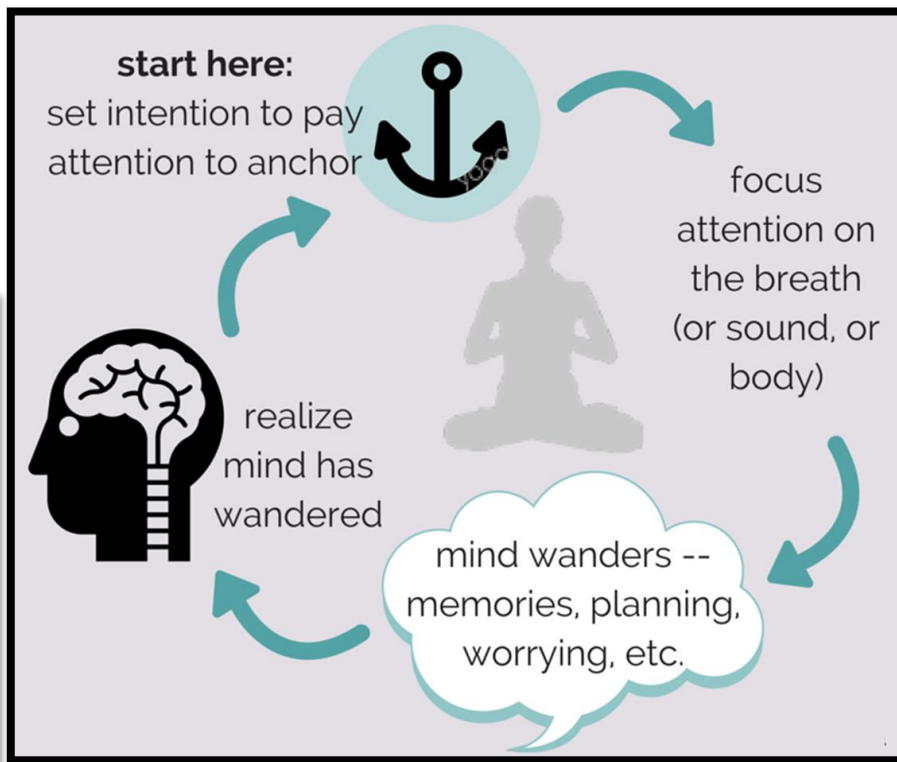 start here:
set intention to pay
attention to anchor
yoga
focus
attention on
the breath
(or sound, or
body)
mind wanders --
memories, planning,
worrying, etc.
realize
mind has
wandered